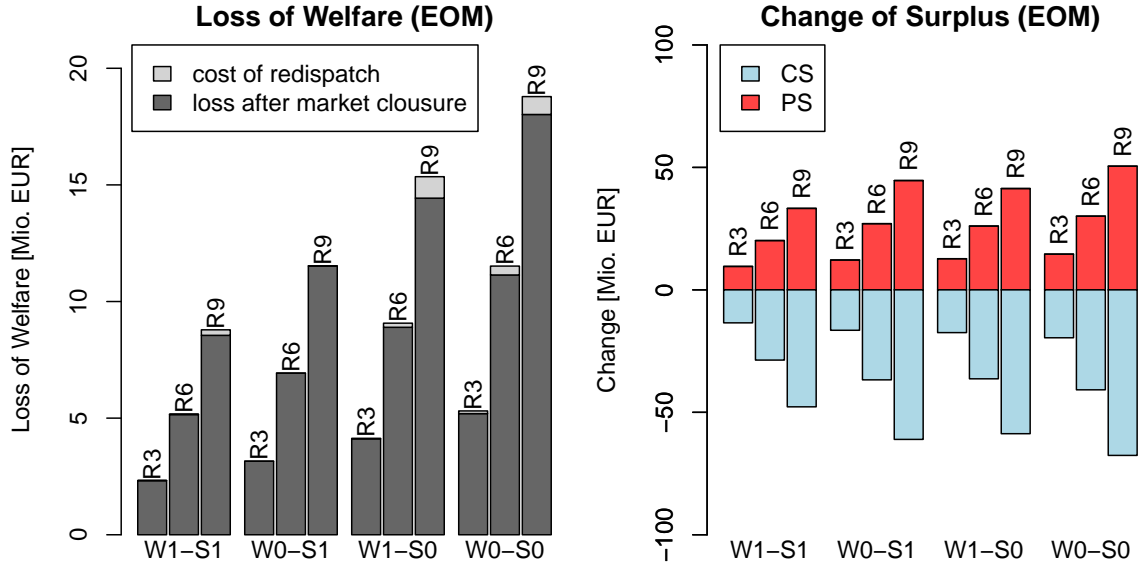 Loss of Welfare (EOM)
Loss of Welfare [Mio. EUR]
0
5
10
15
20
cost of redispatch
loss after market clousure
R3
R6
R9
R3
R6
R9
R3
R6
R9
R3
R6
R9
W1−S1
W0−S1
W1−S0
W0−S0
Change of Surplus (EOM)
Change [Mio. EUR]
−100
−50
0
50
100
CS
PS
R3
R6
R9
R3
R6
R9
R3
R6
R9
R3
R6
R9
W1−S1
W0−S1
W1−S0
W0−S0